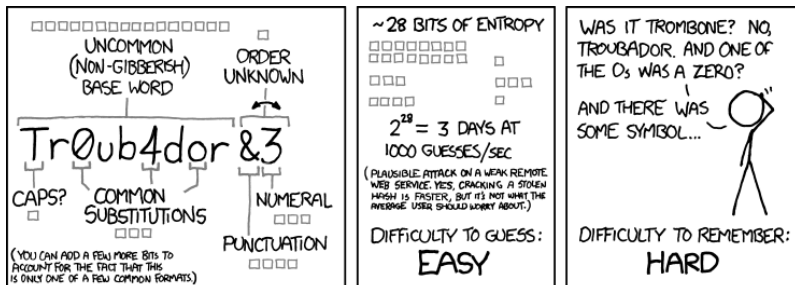 UNCOMMON
(NON-GIBBERISH)
BASE WORD
ORDER
UNKNOWN
Tr0ub4dor &3
CAPS?
COMMON
SUBSTITUTIONS
NUMERAL
PUNCTUATION
(YOU CAN ADD A FEW MORE BITS TO
ACCOUNT FOR THE FACT THAT THIS
IS ONLY ONE OF A FEW COMMON FORMATS.)
~28 BITS OF ENTROPY
2^28 = 3 DAYS AT
1000 GUESSES/SEC
(PLAUSIBLE ATTACK ON A WEAK REMOTE
WEB SERVICE. YES, CRACKING A STOLEN
HASH IS FASTER, BUT IT'S NOT WHAT THE
AVERAGE USER SHOULD WORRY ABOUT.)
DIFFICULTY TO GUESS:
EASY
WAS IT TROMBONE? NO,
TROUBADOR. AND ONE OF
THE Os WAS A ZERO?
AND THERE WAS
SOME SYMBOL...
DIFFICULTY TO REMEMBER:
HARD